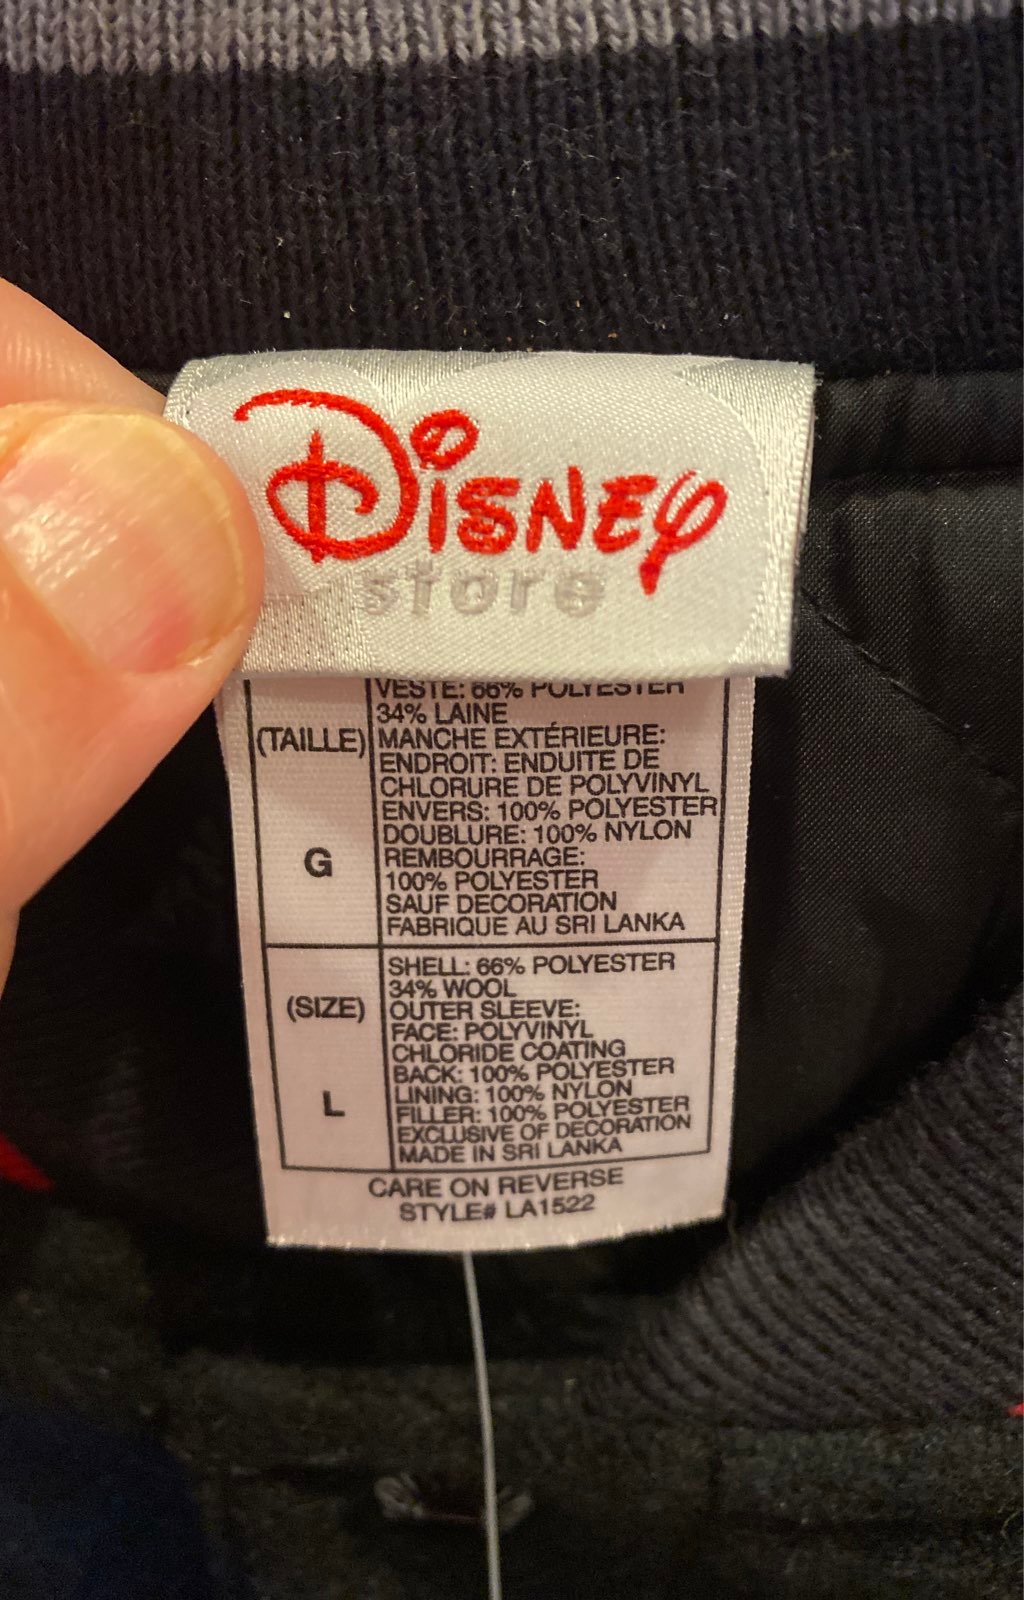 Disney
store
VESTE: 66% POLYESTER
34% LAINE
(TAILLE)
MANCHE EXTÉRIEURE:
ENDROIT: ENDUITE DE
CHLORURE DE POLYVINYL
ENVERS: 100% POLYESTER
DOUBLURE: 100% NYLON
G
REMBOURRAGE:
100% POLYESTER
SAUF DECORATION
FABRIQUE AU SRI LANKA
SHELL: 66% POLYESTER
34% WOOL
(SIZE)
OUTER SLEEVE:
FACE: POLYVINYL
CHLORIDE COATING
BACK: 100% POLYESTER
LINING: 100% NYLON
L
FILLER: 100% POLYESTER
EXCLUSIVE OF DECORATION
MADE IN SRI LANKA
CARE ON REVERSE
STYLE# LA1522